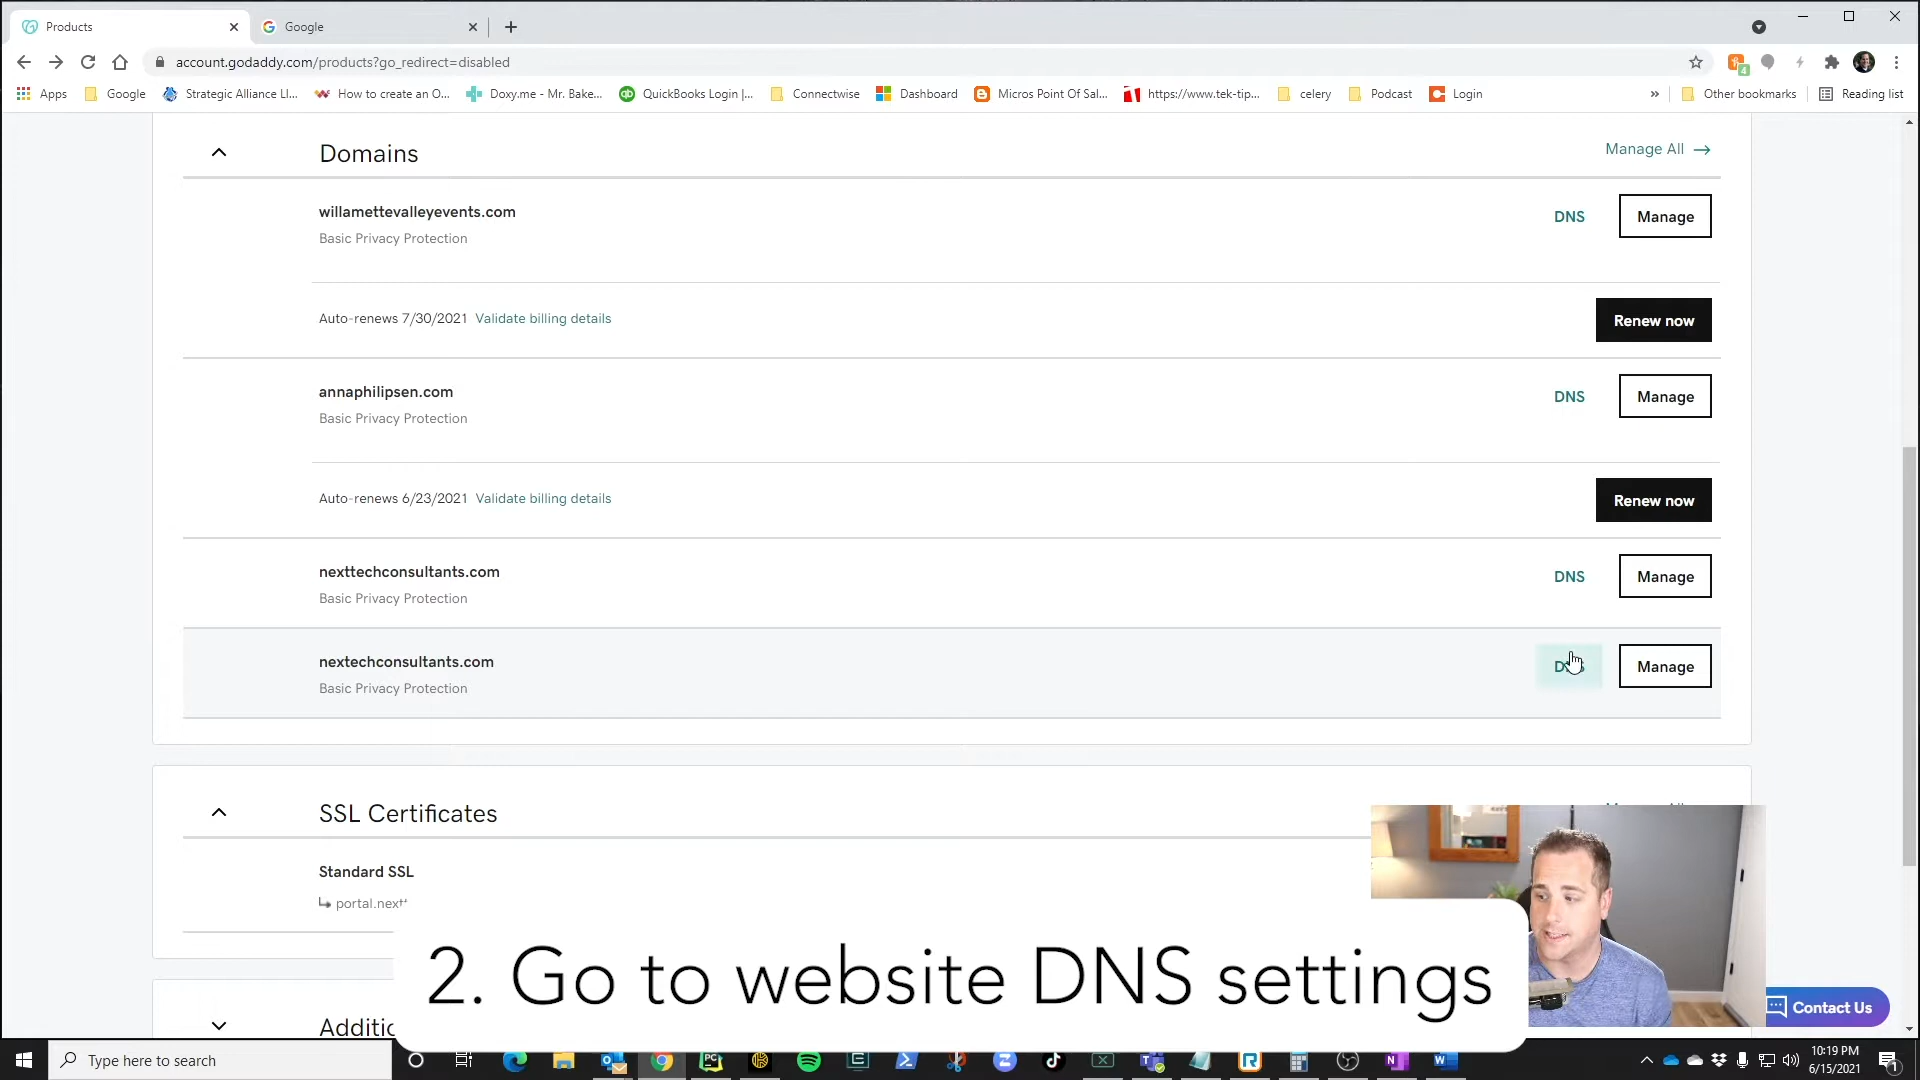 Products
Google
account.godaddy.com/products?go_redirect=disabled
4
Apps
Google
Strategic Alliance LI...
How to create an O...
Doxy.me - Mr. Bake...
QuickBooks Login |...
Connectwise
Dashboard
Micros Point Of Sal...
https://www.tek-tip...
celery
Podcast
Login
»
Other bookmarks
Reading list
Domains
Manage All →
willamettevalleyevents.com
DNS
Manage
Basic Privacy Protection
Auto-renews 7/30/2021 Validate billing details
Renew now
annaphilipsen.com
DNS
Manage
Basic Privacy Protection
Auto-renews 6/23/2021 Validate billing details
Renew now
nexttechconsultants.com
DNS
Manage
Basic Privacy Protection
nextechconsultants.com
Manage
Basic Privacy Protection
SSL Certificates
Standard SSL
portal.next
2. Go to website DNS settings
Additic
Contact Us
Type here to search
10:19 PM
6/15/2021
1